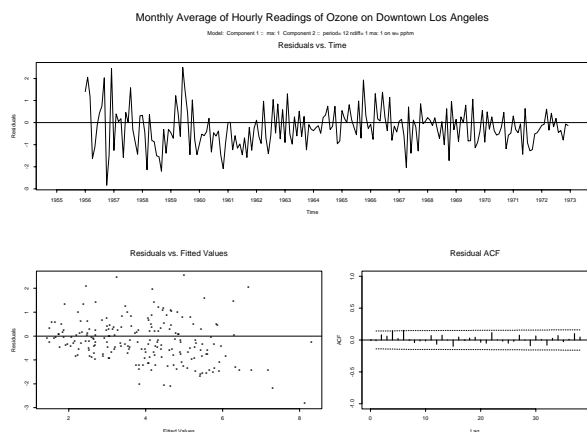 Monthly Average of Hourly Readings of Ozone on Downtown Los Angeles
Model: Component 1 :: ma: 1 Component 2 :: period= 12 ndiff= 1 ma: 1 on w= pphm
Residuals vs. Time
Residuals
2
1
0
-1
-2
-3
1955 1956 1957 1958 1959 1960 1961 1962 1963 1964 1965 1966 1967 1968 1969 1970 1971 1972 1973
Time
Residuals vs. Fitted Values
Residuals
2
1
0
-1
-2
-3
2 4 6 8
Fitted Values
Residual ACF
ACF
1.0
0.5
0.0
-0.5
-1.0
0 10 20 30
Lag